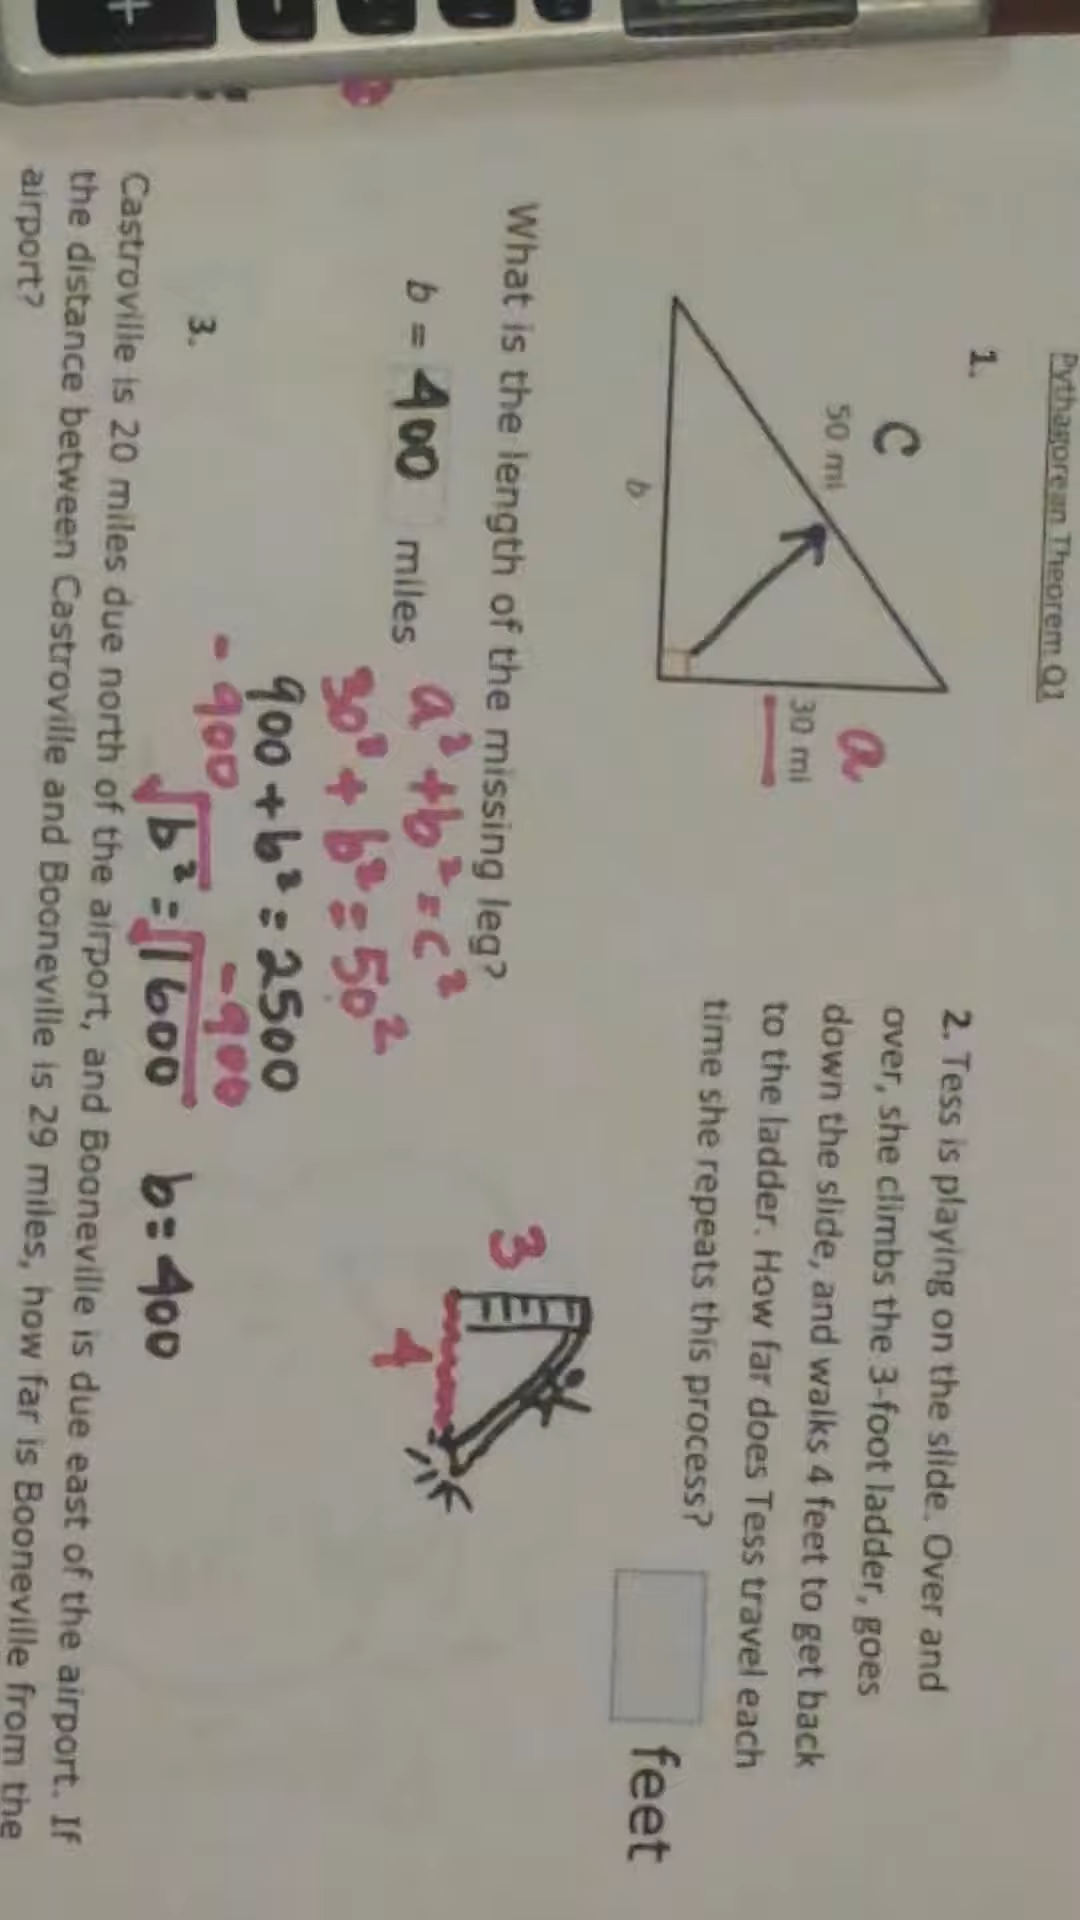 Pythagorean Theorem Q1
1.
C
50 mi
a
30 mi
b
What is the length of the missing leg?
b = 400 miles
a² + b² = c²
30² + b² = 50²
900 + b² = 2500
- 900 - 900
√b² = √1600 b = 400
2. Tess is playing on the slide. Over and
over, she climbs the 3-foot ladder, goes
down the slide, and walks 4 feet to get back
to the ladder. How far does Tess travel each
time she repeats this process?
feet
3
4
3.
Castroville is 20 miles due north of the airport, and Booneville is due east of the airport. If
the distance between Castroville and Booneville is 29 miles, how far is Booneville from the
airport?
+
-